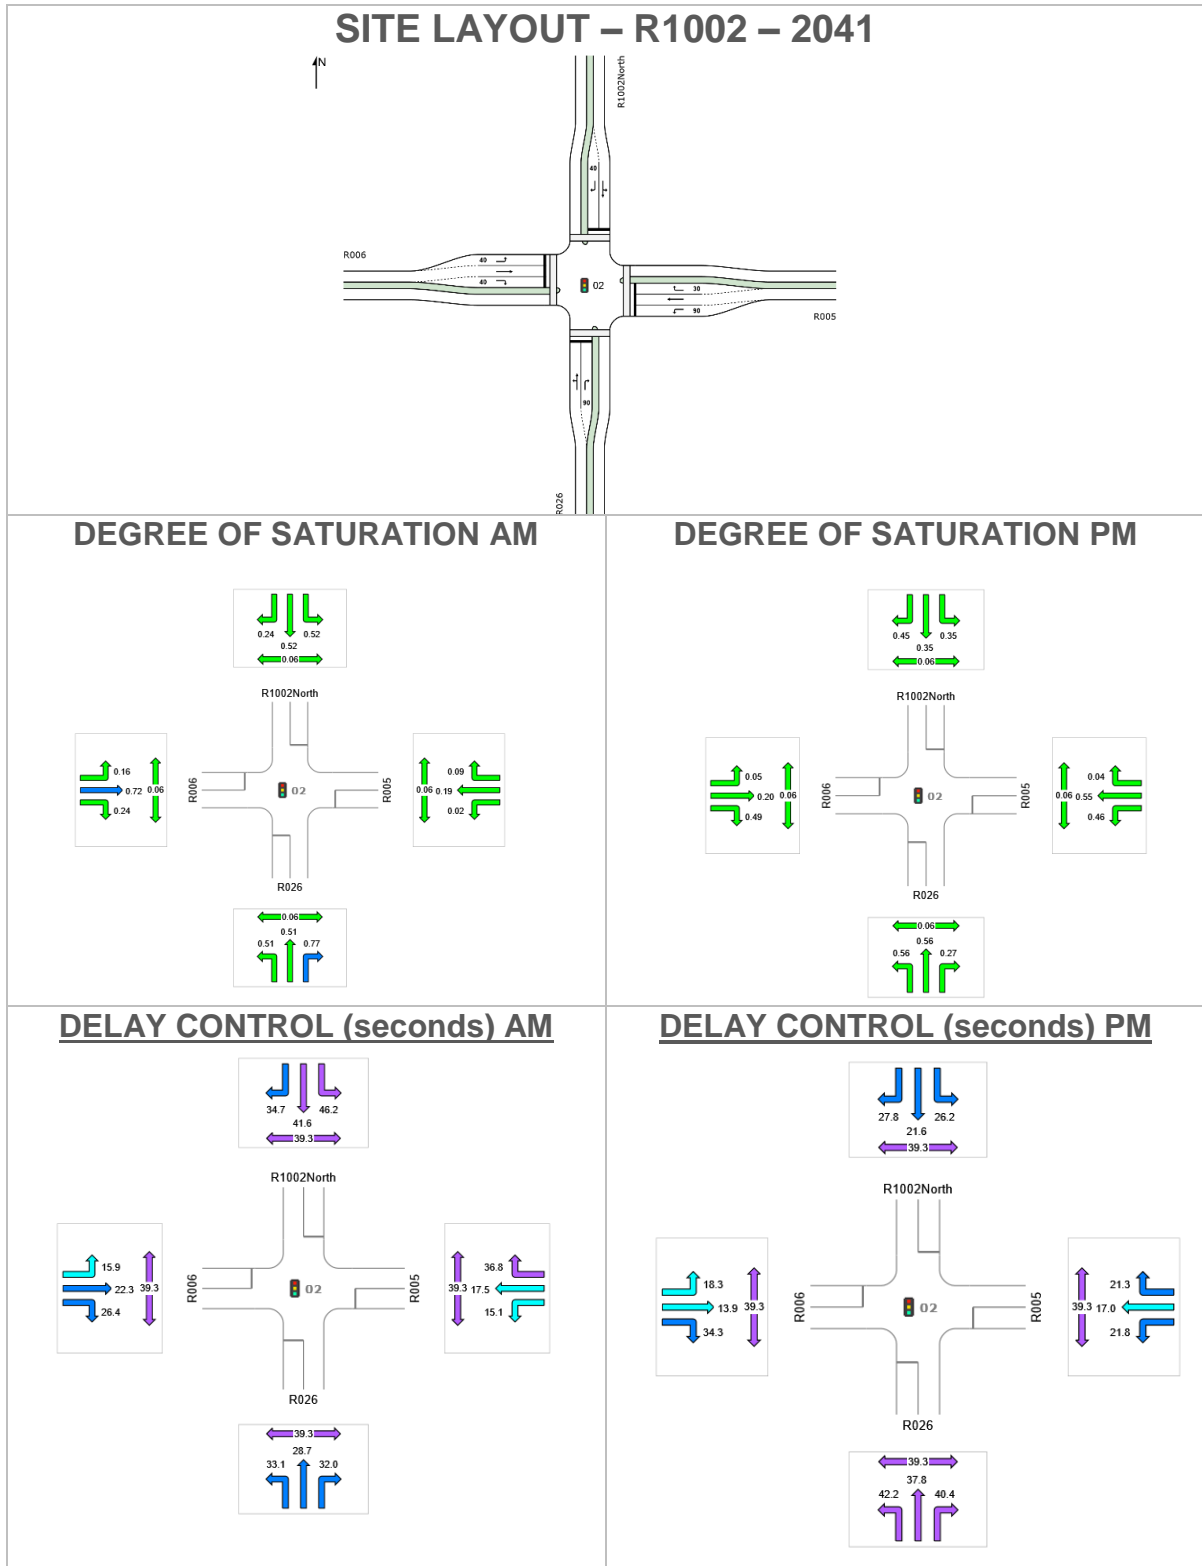 SITE LAYOUT – R1002 – 2041
N
R1002North
40
R006
40
40
02
30
90
R005
90
R026
DEGREE OF SATURATION AM
0.24 0.52
0.52
0.06
R1002North
0.16
0.72 0.06
0.24
R006
02
R005
0.09
0.06 0.19
0.02
R026
0.06
0.51
0.51 0.77
DEGREE OF SATURATION PM
0.45 0.35
0.35
0.06
R1002North
0.05
0.20 0.06
0.49
R006
02
R005
0.04
0.06 0.55
0.46
R026
0.06
0.56
0.56 0.27
DELAY CONTROL (seconds) AM
34.7 46.2
41.6
39.3
R1002North
15.9
22.3 39.3
26.4
R006
02
R005
36.8
39.3 17.5
15.1
R026
39.3
28.7
33.1 32.0
DELAY CONTROL (seconds) PM
27.8 26.2
21.6
39.3
R1002North
18.3
13.9 39.3
34.3
R006
02
R005
21.3
39.3 17.0
21.8
R026
39.3
37.8
42.2 40.4